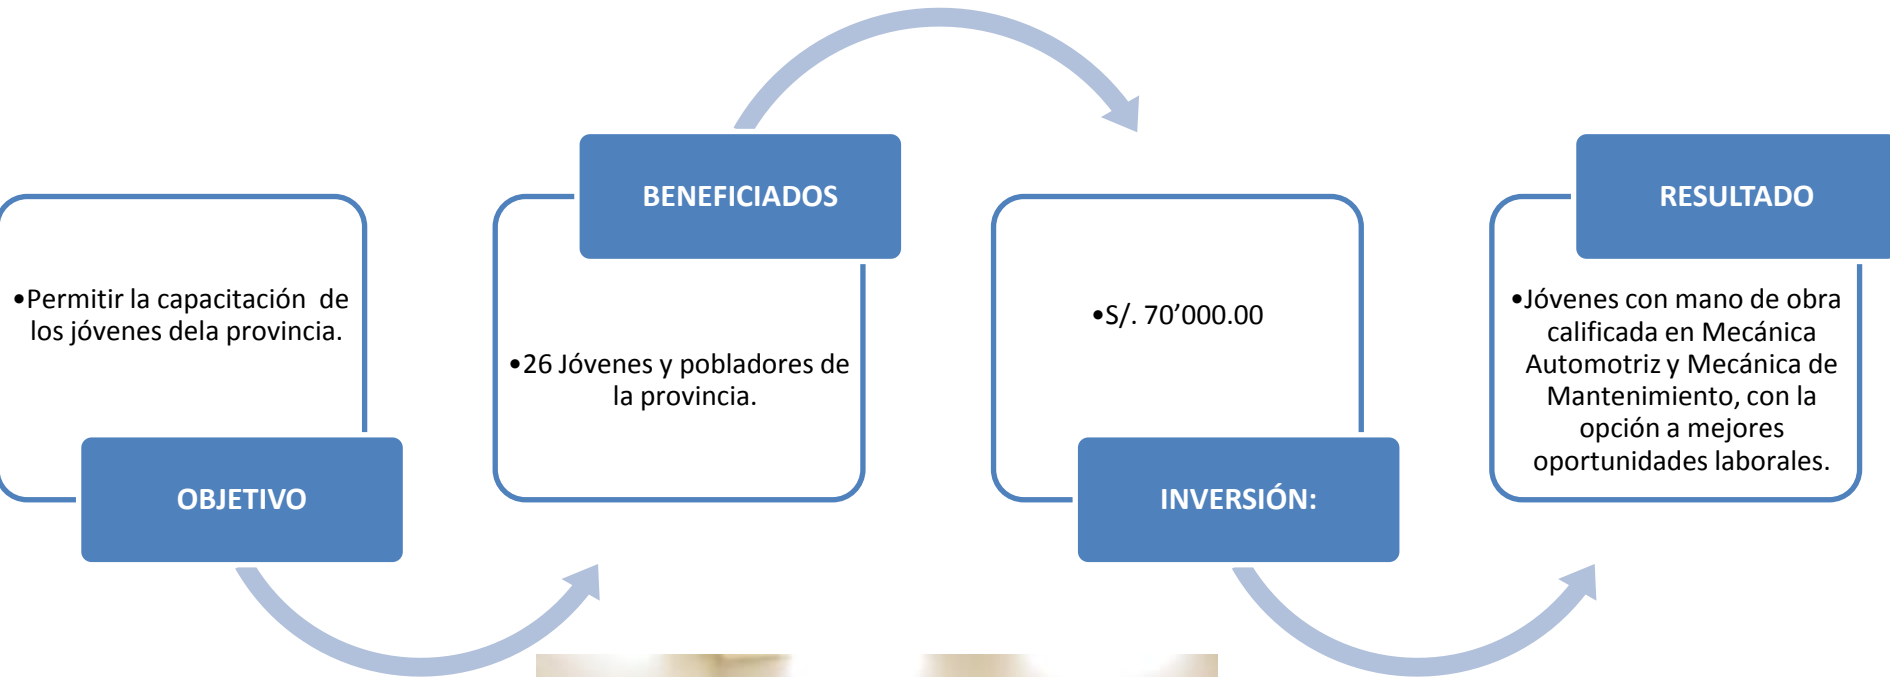 •Permitir la capacitación de
los jóvenes dela provincia.
OBJETIVO
BENEFICIADOS
•26 Jóvenes y pobladores de
la provincia.
•S/. 70’000.00
INVERSIÓN:
RESULTADO
•Jóvenes con mano de obra
calificada en Mecánica
Automotriz y Mecánica de
Mantenimiento, con la
opción a mejores
oportunidades laborales.